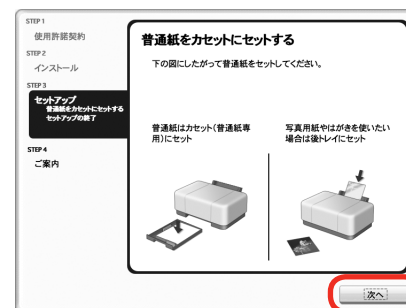 STEP 1
使用許諾契約
STEP 2
インストール
STEP 3
セットアップ
普通紙をカセットにセットする
セットアップの終了
STEP 4
ご案内
普通紙をカセットにセットする
下の図にしたがって普通紙をセットしてください。
普通紙はカセット(普通紙専
用)にセット
写真用紙やはがきを使いたい
場合は後トレイにセット
次へ